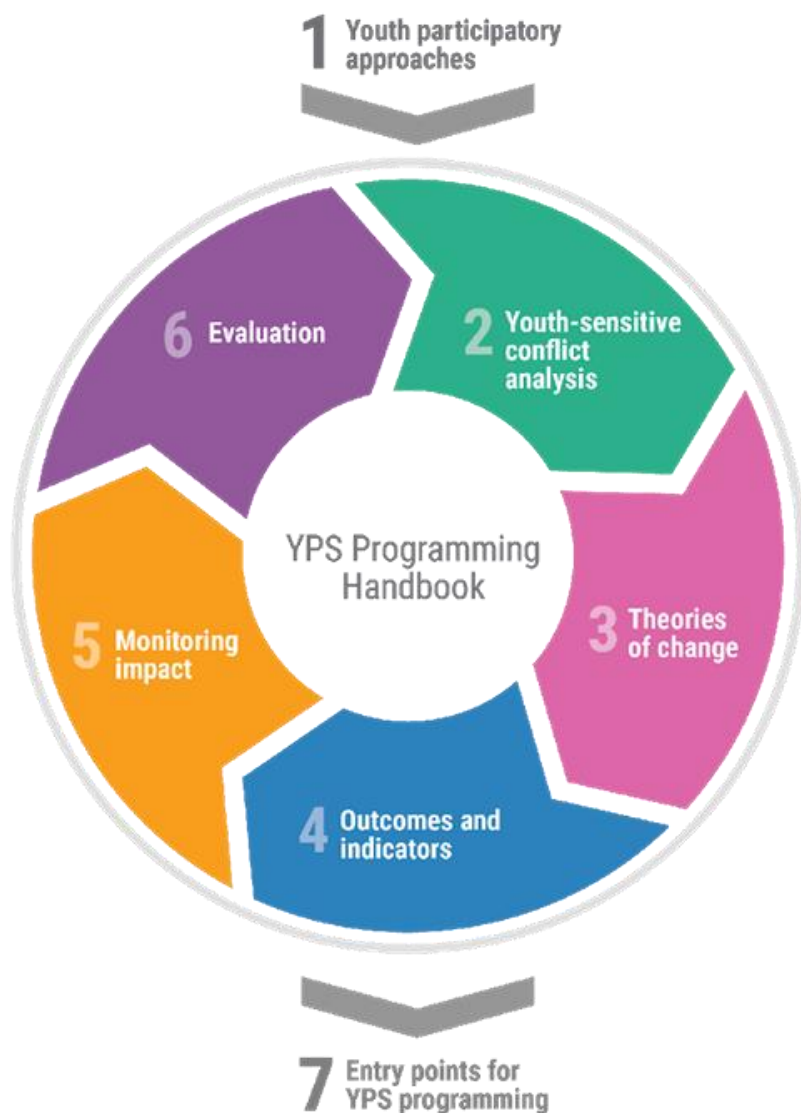 1 Youth participatory
approaches
2 Youth-sensitive
conflict
analysis
3 Theories
of change
4 Outcomes and
indicators
5 Monitoring
impact
6 Evaluation
YPS Programming
Handbook
7 Entry points for
YPS programming